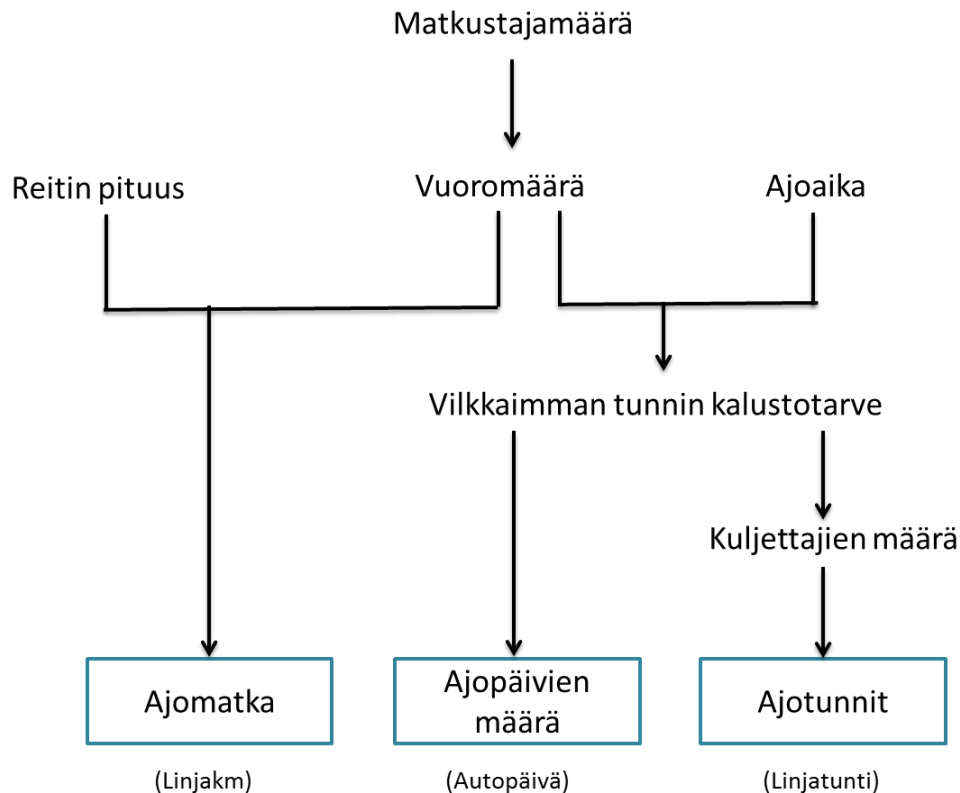 Matkustajamäärä
Reitin pituus
Vuoromäärä
Ajoaika
Vilkkaimman tunnin kalustotarve
Kuljettajien määrä
Ajomatka
Ajopäivien
määrä
Ajotunnit
(Linjakm)
(Autopäivä)
(Linjatunti)